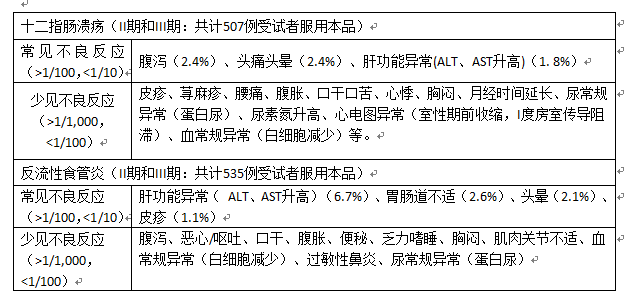 十二指肠溃疡（II期和III期：共计507例受试者服用本品）
常见不良反应
（>1/100，<1/10）
腹泻（2.4%）、头痛头晕（2.4%）、肝功能异常(ALT、AST升高)（1.8%）
少见不良反应
（>1/1,000，
<1/100）
皮疹、荨麻疹、腰痛、腹胀、口干口苦、心悸、胸闷、月经时间延长、尿常规
异常（蛋白尿）、尿素氮升高、心电图异常（室性期前收缩，I度房室传导阻
滞）、血常规异常（白细胞减少）等。
反流性食管炎（II期和III期：共计535例受试者服用本品）
常见不良反应
（>1/100，<1/10）
肝功能异常（ ALT、AST升高）（6.7%）、胃肠道不适（2.6%）、头晕（2.1%）、
皮疹（1.1%）
少见不良反应
（>1/1,000，
<1/100）
腹泻、恶心/呕吐、口干、腹胀、便秘、乏力嗜睡、胸闷、肌肉关节不适、血
常规异常（白细胞减少）、过敏性鼻炎、尿常规异常（蛋白尿）